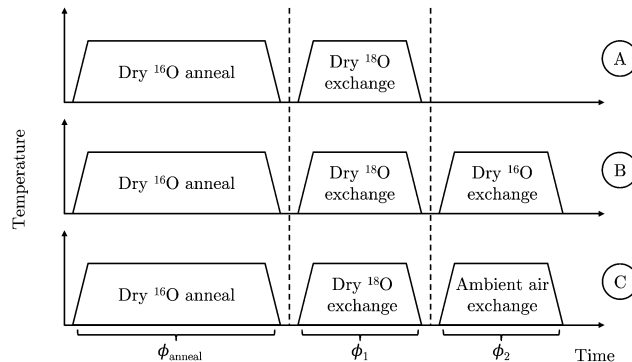 Temperature
Dry ¹⁶O anneal
Dry ¹⁸O
exchange
A
Dry ¹⁶O anneal
Dry ¹⁸O
exchange
Dry ¹⁶O
exchange
B
Dry ¹⁶O anneal
Dry ¹⁸O
exchange
Ambient air
exchange
C
ϕanneal
ϕ1
ϕ2
Time